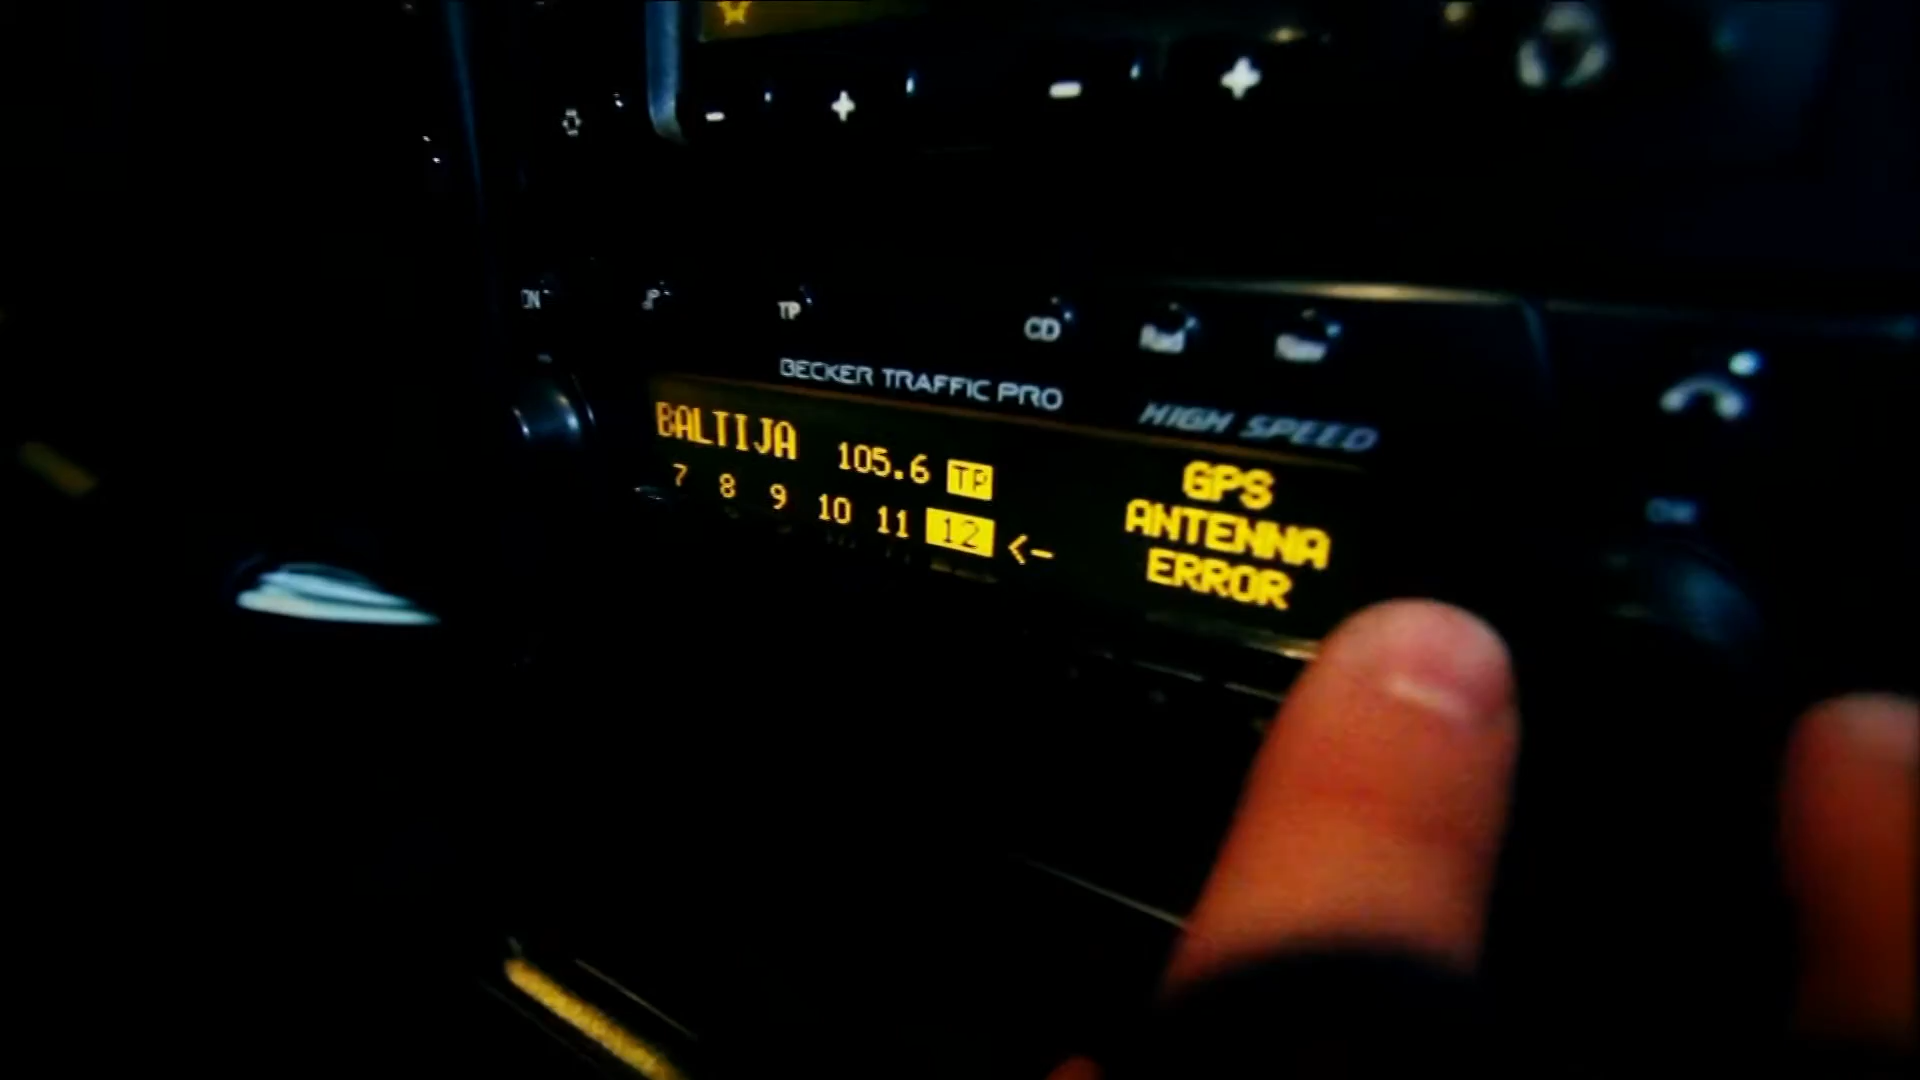 TP
CD
BECKER TRAFFIC PRO
HIGH SPEED
BALTIJA 105.6 TP
7 8 9 10 11 12 <-
GPS
ANTENNA
ERROR